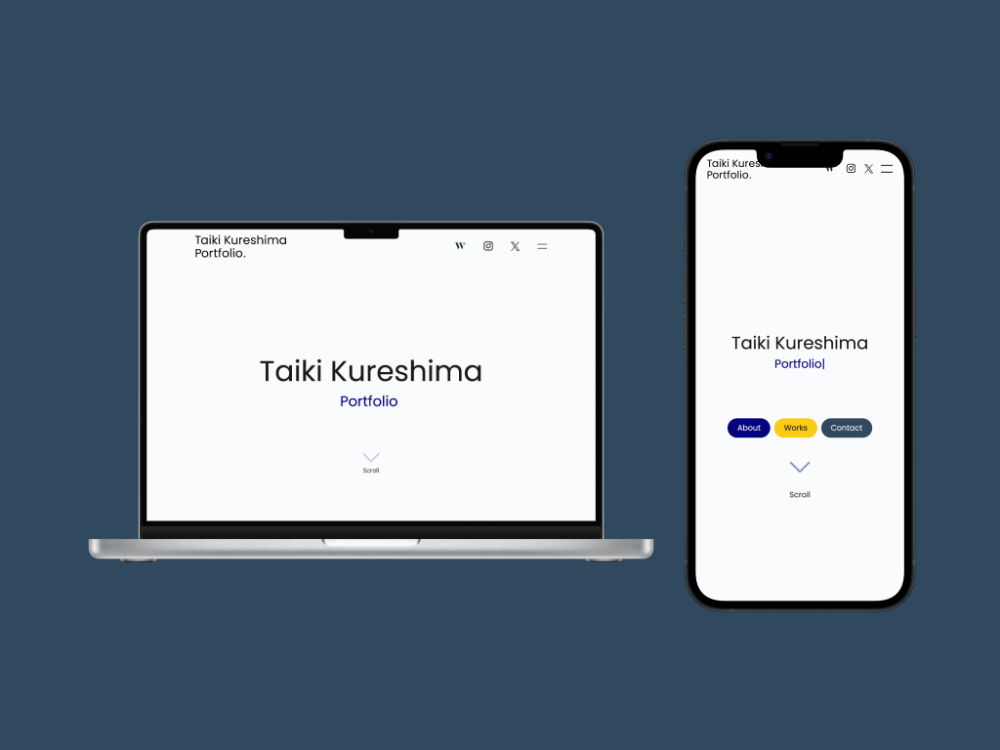 Taiki Kureshima
Portfolio.
Taiki Kureshima
Portfolio
Scroll
Taiki Kures
Portfolio.
Taiki Kureshima
Portfolio|
About
Works
Contact
Scroll